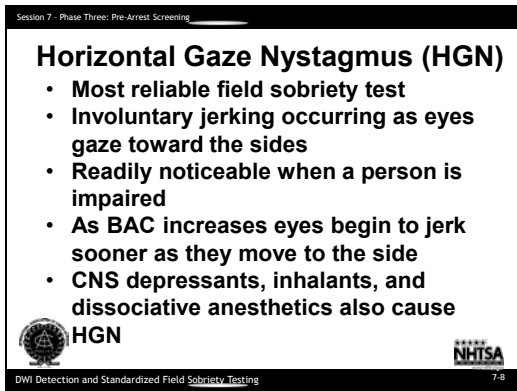 Session 7 - Phase Three: Pre-Arrest Screening
Horizontal Gaze Nystagmus (HGN)
• Most reliable field sobriety test
• Involuntary jerking occurring as eyes
gaze toward the sides
• Readily noticeable when a person is
impaired
• As BAC increases eyes begin to jerk
sooner as they move to the side
• CNS depressants, inhalants, and
dissociative anesthetics also cause
HGN
NHTSA
DWI Detection and Standardized Field Sobriety Testing
7-8